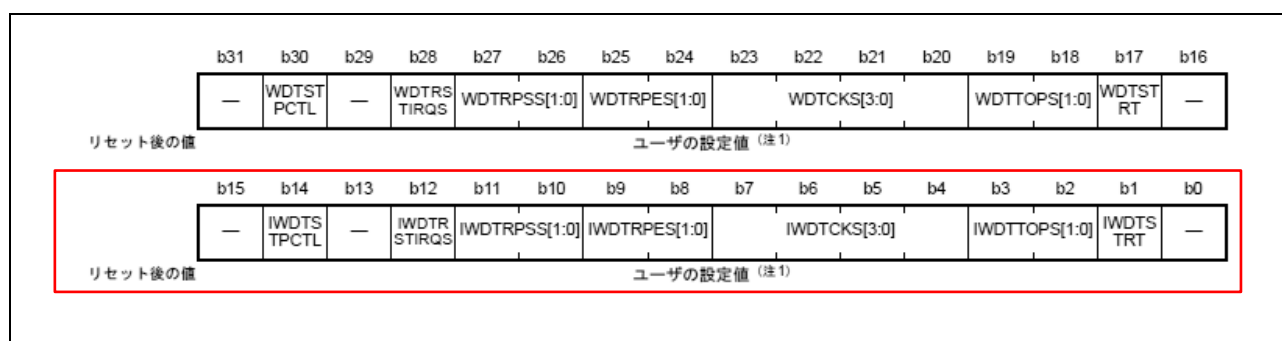 b31 b30 b29 b28 b27 b26 b25 b24 b23 b22 b21 b20 b19 b18 b17 b16
— WDTST PCTL — WDTRS TIRQS WDTRPSS[1:0] WDTRPES[1:0] WDTCKS[3:0] WDTTOPS[1:0] WDTST RT —
リセット後の値 ユーザの設定値 (注1)
b15 b14 b13 b12 b11 b10 b9 b8 b7 b6 b5 b4 b3 b2 b1 b0
— IWDTS TPCTL — IWDTR STIRQS IWDTRPSS[1:0] IWDTRPES[1:0] IWDTCKS[3:0] IWDTTOPS[1:0] IWDTS TRT —
リセット後の値 ユーザの設定値 (注1)